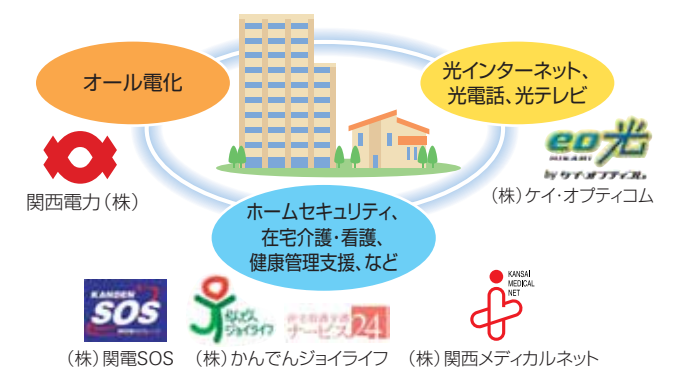 オール電化
光インターネット、
光電話、光テレビ
関西電力(株)
eo光
HIKARI
by ケイ・オプティコム
(株)ケイ・オプティコム
ホームセキュリティ、
在宅介護・看護、
健康管理支援、など
KANDEN
SOS
かんでん
ジョイライフ
ナービス24
KANSAI
MEDICAL
NET
(株)関電SOS
(株)かんでんジョイライフ
(株)関西メディカルネット